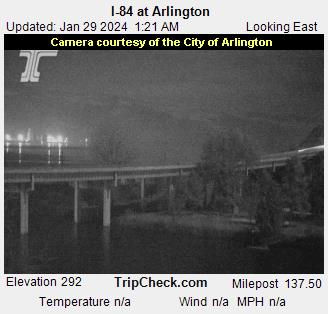 I-84 at Arlington
Updated: Jan 29 2024 1:21 AM Looking East
Camera courtesy of the City of Arlington
Elevation 292 TripCheck.com Milepost 137.50
Temperature n/a Wind n/a MPH n/a